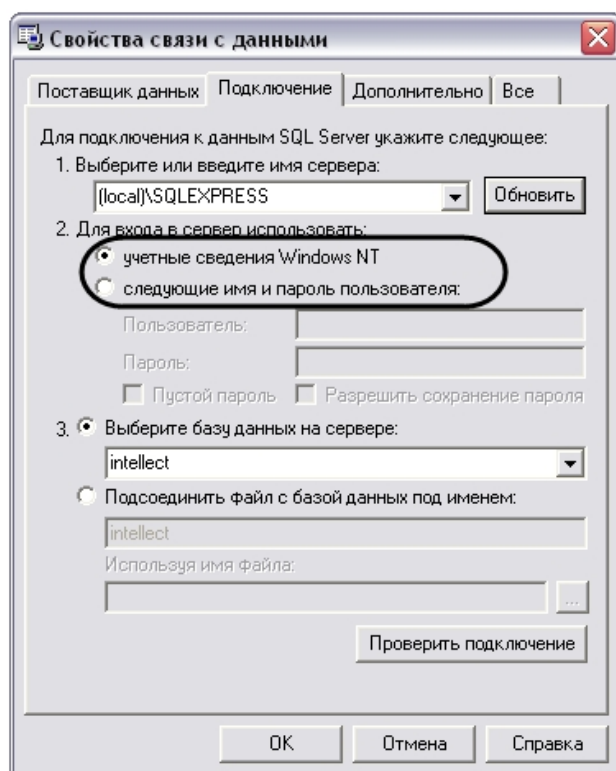 Свойства связи с данными
Поставщик данных Подключение Дополнительно Все
Для подключения к данным SQL Server укажите следующее:
1. Выберите или введите имя сервера:
(local)\SQLEXPRESS Обновить
2. Для входа в сервер использовать:
учетные сведения Windows NT
следующие имя и пароль пользователя:
Пользователь:
Пароль:
Пустой пароль Разрешить сохранение пароля
3. Выберите базу данных на сервере:
intellect
Подсоединить файл с базой данных под именем:
intellect
Используя имя файла:
...
Проверить подключение
OK Отмена Справка